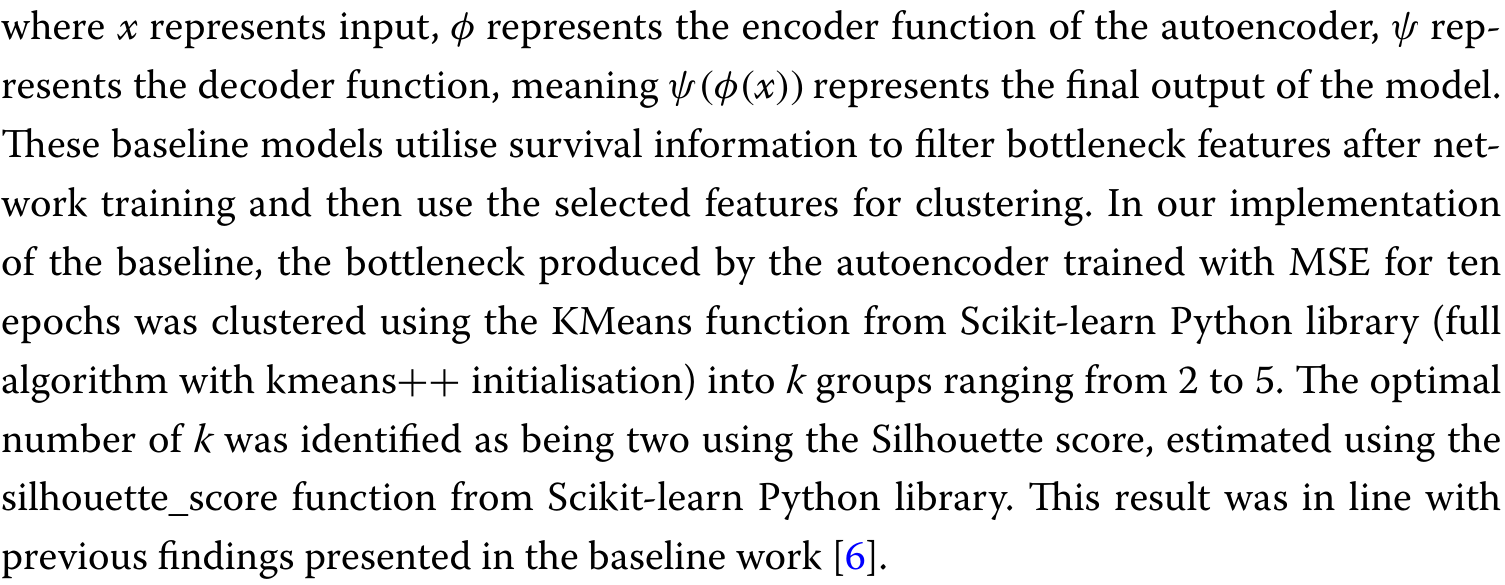 where x represents input, ϕ represents the encoder function of the autoencoder, ψ rep-
resents the decoder function, meaning ψ(ϕ(x)) represents the final output of the model.
These baseline models utilise survival information to filter bottleneck features after net-
work training and then use the selected features for clustering. In our implementation
of the baseline, the bottleneck produced by the autoencoder trained with MSE for ten
epochs was clustered using the KMeans function from Scikit-learn Python library (full
algorithm with kmeans++ initialisation) into k groups ranging from 2 to 5. The optimal
number of k was identified as being two using the Silhouette score, estimated using the
silhouette_score function from Scikit-learn Python library. This result was in line with
previous findings presented in the baseline work [6].